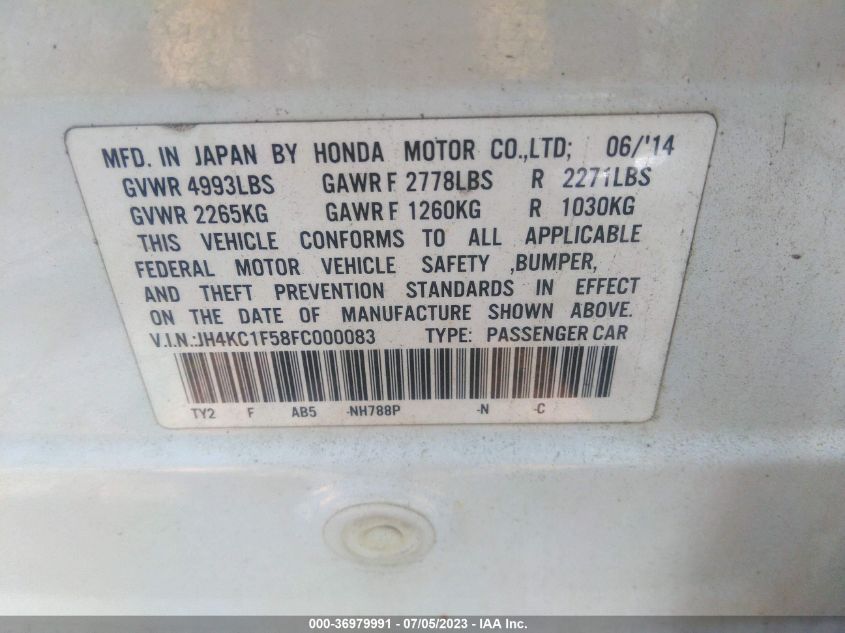 MFD. IN JAPAN BY HONDA MOTOR CO.,LTD; 06/'14
GVWR 4993LBS GAWR F 2778LBS R 2271LBS
GVWR 2265KG GAWR F 1260KG R 1030KG
THIS VEHICLE CONFORMS TO ALL APPLICABLE
FEDERAL MOTOR VEHICLE SAFETY ,BUMPER,
AND THEFT PREVENTION STANDARDS IN EFFECT
ON THE DATE OF MANUFACTURE SHOWN ABOVE.
V.I.N.:JH4KC1F58FC000083 TYPE: PASSENGER CAR
TY2 F AB5 -NH788P -N -C
000-36979991 - 07/05/2023 - IAA Inc.